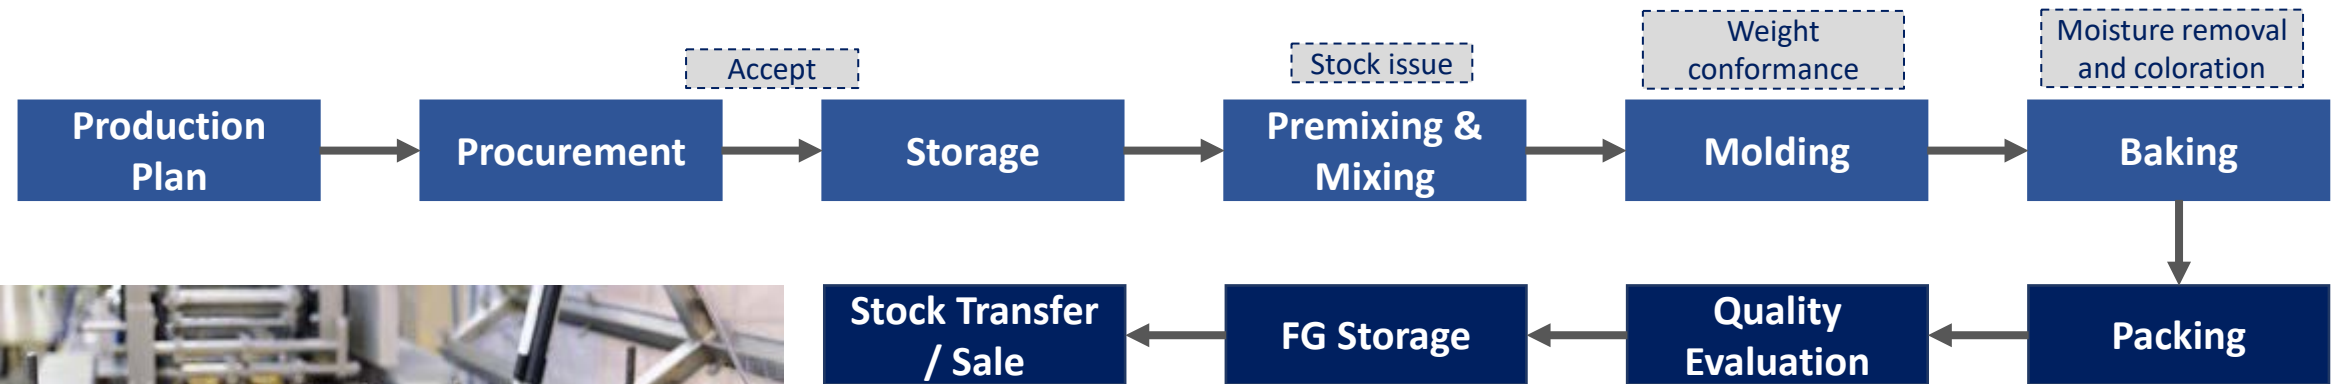 Accept
Stock issue
Weight
conformance
Moisture removal
and coloration
Production
Plan
Procurement
Storage
Premixing &
Mixing
Molding
Baking
Stock Transfer
/ Sale
FG Storage
Quality
Evaluation
Packing